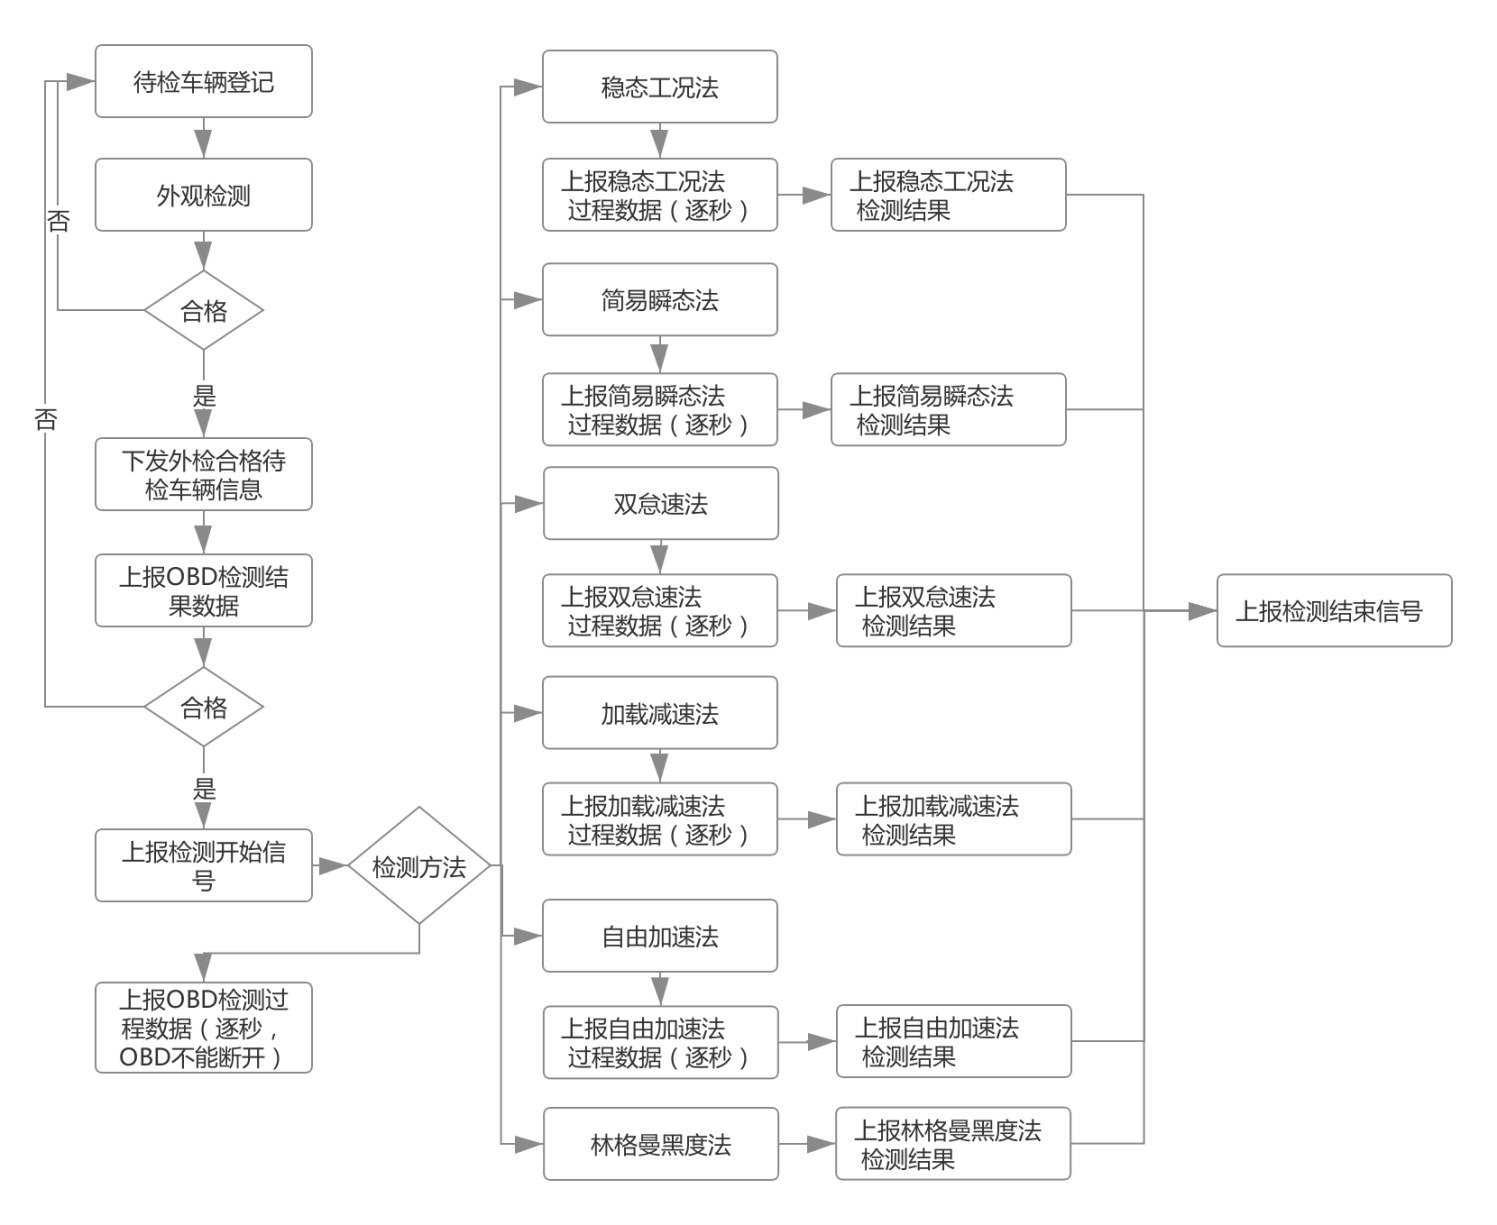 待检车辆登记
外观检测
否
合格
是
否
下发外检合格待
检车辆信息
上报OBD检测结
果数据
合格
是
上报检测开始信
号
检测方法
上报OBD检测过
程数据（逐秒，
OBD不能断开）
稳态工况法
上报稳态工况法
过程数据（逐秒）
上报稳态工况法
检测结果
简易瞬态法
上报简易瞬态法
过程数据（逐秒）
上报简易瞬态法
检测结果
双怠速法
上报双怠速法
过程数据（逐秒）
上报双怠速法
检测结果
加载减速法
上报加载减速法
过程数据（逐秒）
上报加载减速法
检测结果
自由加速法
上报自由加速法
过程数据（逐秒）
上报自由加速法
检测结果
林格曼黑度法
上报林格曼黑度法
检测结果
上报检测结束信号